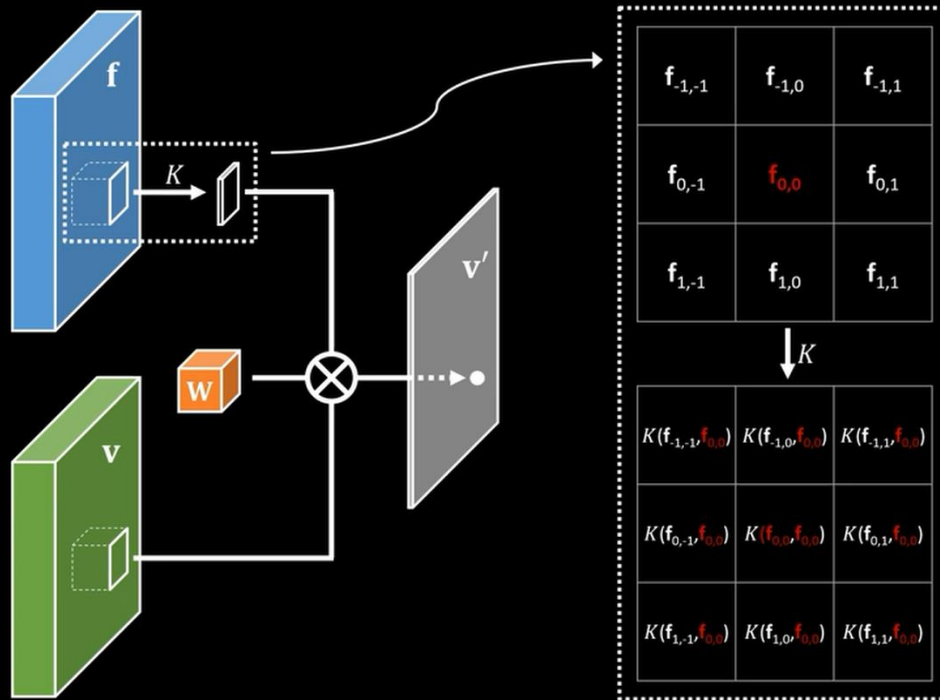 f
K
v′
W
v
f-1,-1 f-1,0 f-1,1
f0,-1 f0,0 f0,1
f1,-1 f1,0 f1,1
K
K(f-1,-1,f0,0) K(f-1,0,f0,0) K(f-1,1,f0,0)
K(f0,-1,f0,0) K(f0,0,f0,0) K(f0,1,f0,0)
K(f1,-1,f0,0) K(f1,0,f0,0) K(f1,1,f0,0)